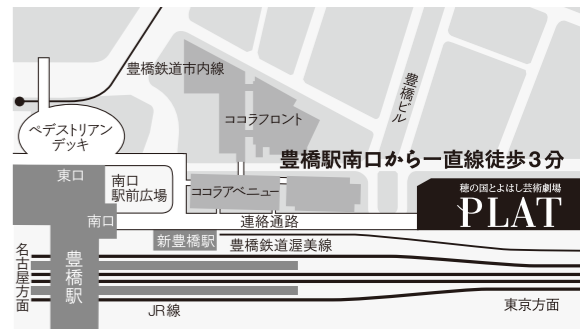 豊橋鉄道市内線
豊橋ビル
ココラフロント
ペデストリアン
デッキ
豊橋駅南口から一直線徒歩3分
東口
南口
駅前広場
ココラアベニュー
穂の国とよはし芸術劇場
PLAT
南口
連絡通路
新豊橋駅
豊橋鉄道渥美線
名古屋方面
豊橋駅
JR線
東京方面